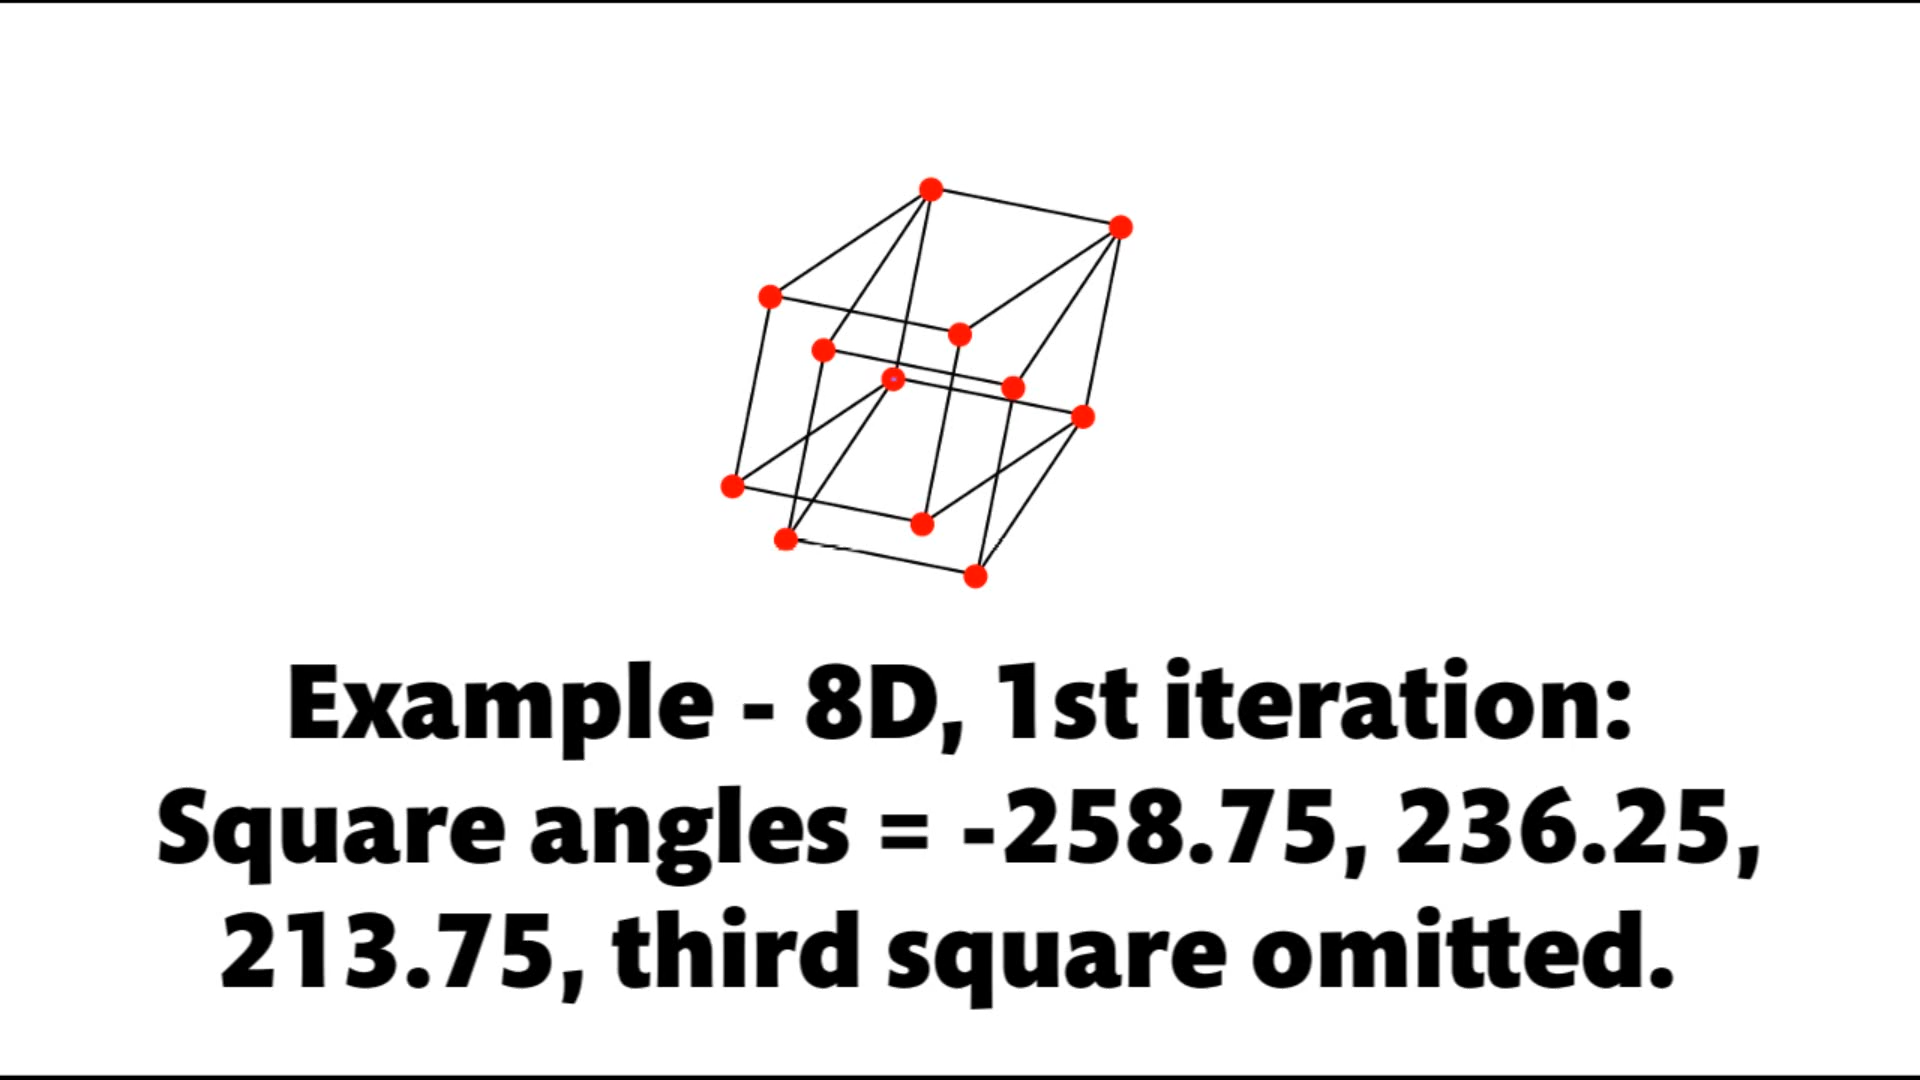 Example - 8D, 1st iteration:
Square angles = -258.75, 236.25,
213.75, third square omitted.